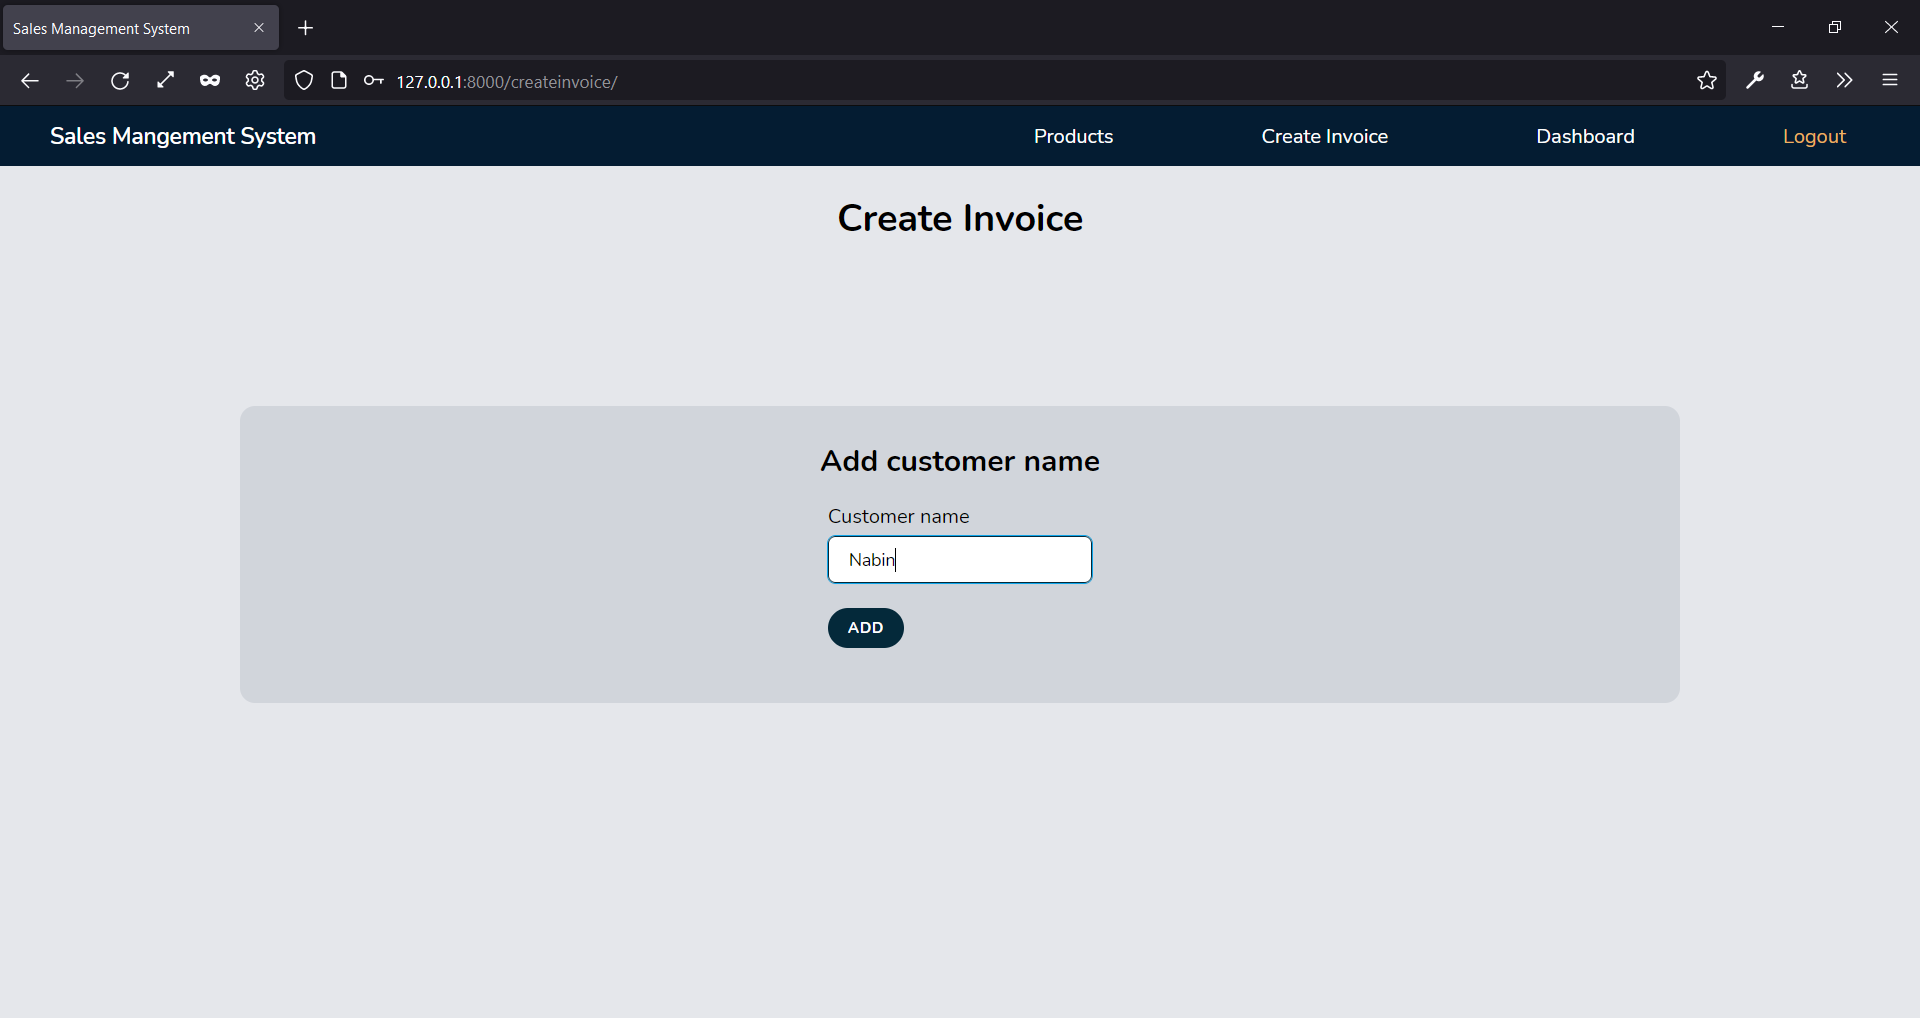 Sales Management System
127.0.0.1:8000/createinvoice/
Sales Mangement System
Products
Create Invoice
Dashboard
Logout
Create Invoice
Add customer name
Customer name
Nabin
ADD